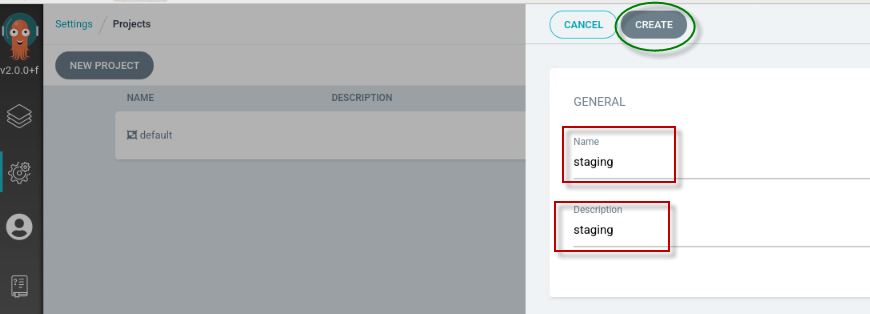 Settings / Projects
CANCEL
CREATE
v2.0.0+f
NEW PROJECT
NAME DESCRIPTION
default
GENERAL
Name
staging
Description
staging